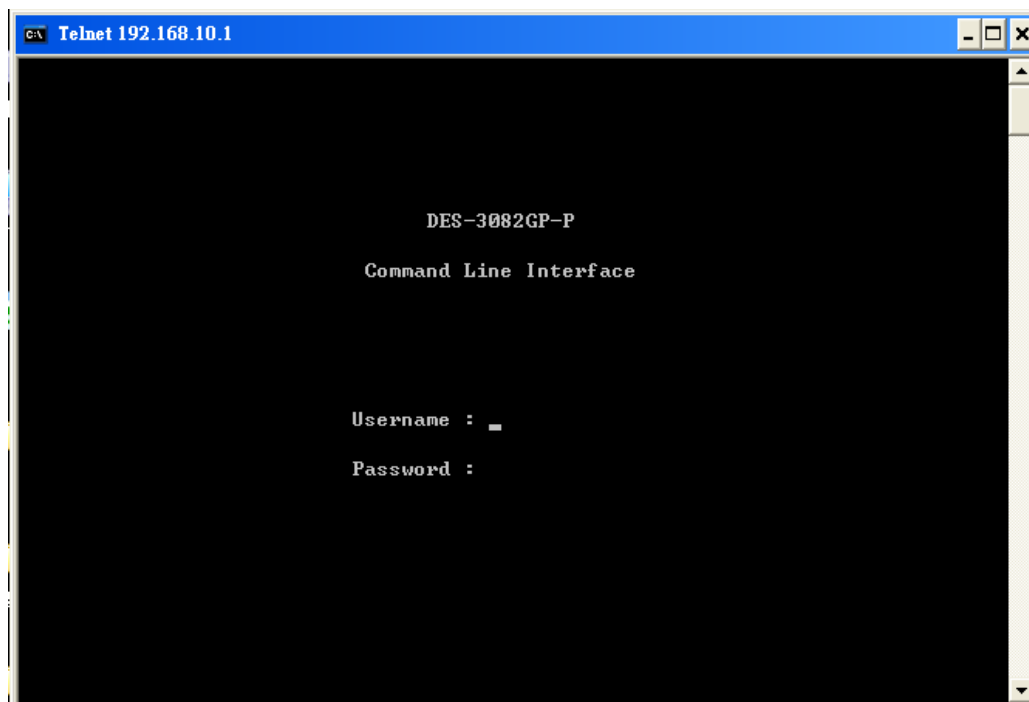 Telnet 192.168.10.1
DES-3082GP-P
Command Line Interface
Username : _
Password :